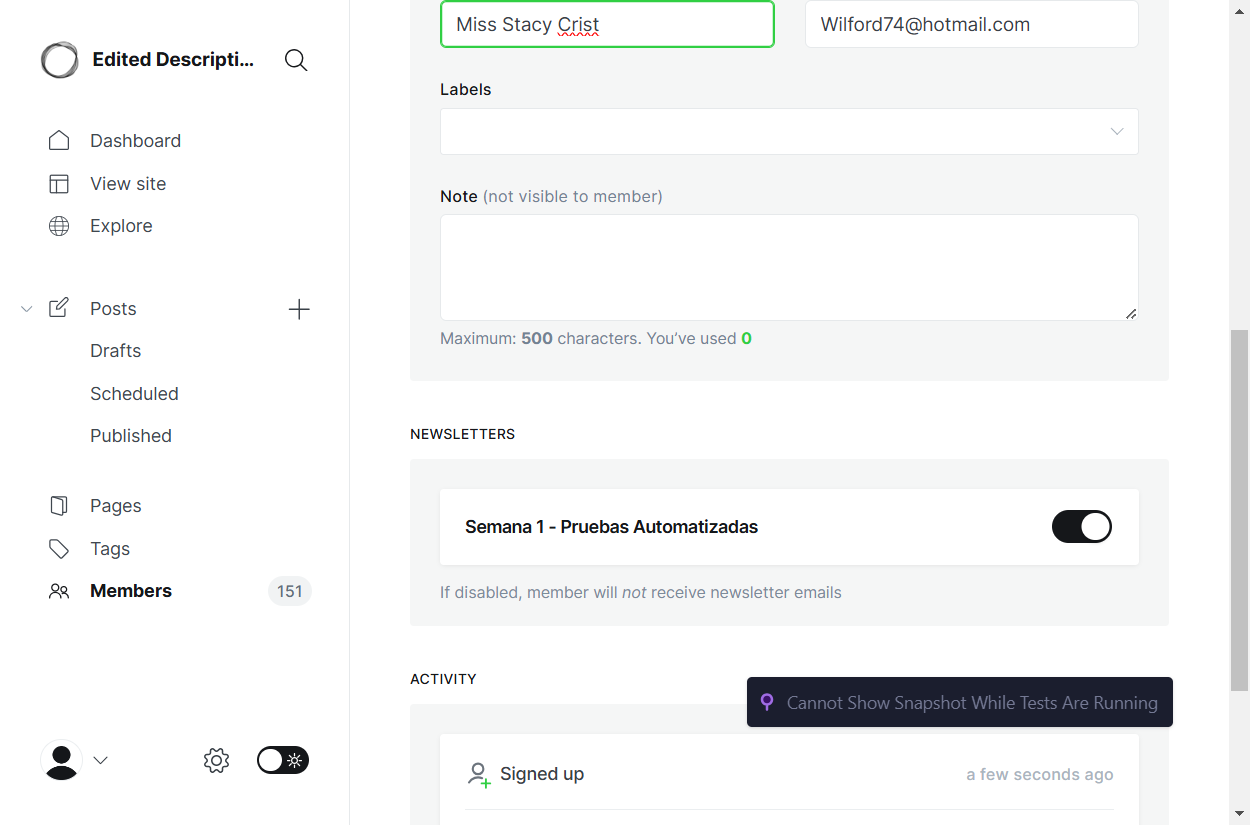 Edited Descripti...
Dashboard
View site
Explore
Posts
Drafts
Scheduled
Published
Pages
Tags
Members
151
Miss Stacy Crist
Wilford74@hotmail.com
Labels
Note (not visible to member)
Maximum: 500 characters. You’ve used 0
NEWSLETTERS
Semana 1 - Pruebas Automatizadas
If disabled, member will not receive newsletter emails
ACTIVITY
Cannot Show Snapshot While Tests Are Running
Signed up
a few seconds ago